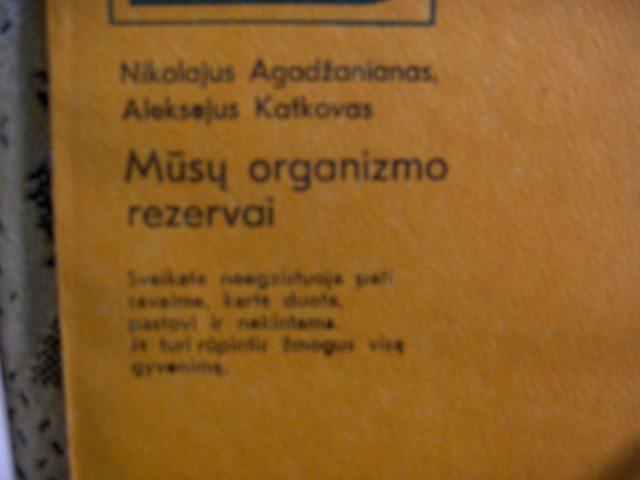 Nikolajus Agadžanianas,
Aleksejus Katkovas
Mūsų organizmo
rezervai
Sveikata neegzistuoja pati
savaime, kartą duota,
pastovi ir nekintama.
Ja turi rūpintis žmogus visą
gyvenimą.